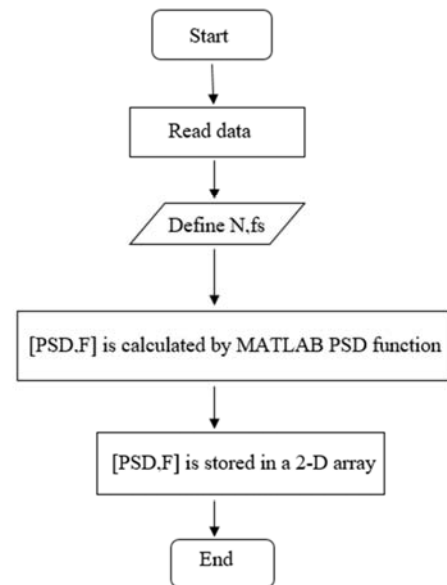 Start
Read data
Define N,fs
[PSD,F] is calculated by MATLAB PSD function
[PSD,F] is stored in a 2-D array
End